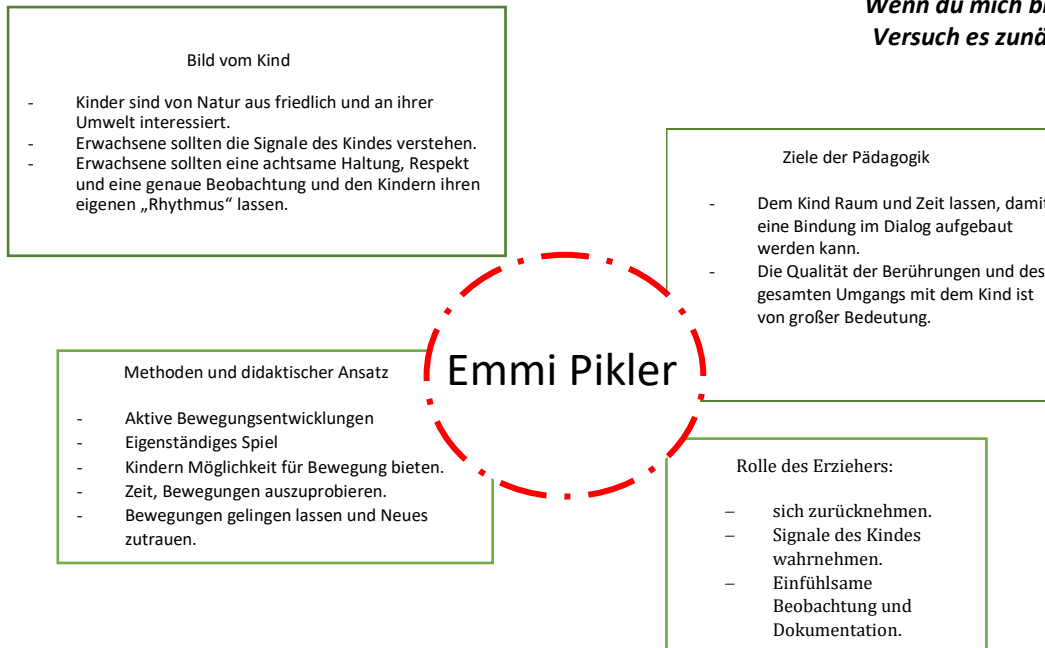 Wenn du mich
Versuch es
Bild vom Kind
- Kinder sind von Natur aus friedlich und an ihrer
Umwelt interessiert.
- Erwachsene sollten die Signale des Kindes verstehen.
- Erwachsene sollten eine achtsame Haltung, Respekt
und eine genaue Beobachtung und den Kindern ihren
eigenen „Rhythmus“ lassen.
Ziele der Pädagogik
- Dem Kind Raum und Zeit lassen, damit
eine Bindung im Dialog aufgebaut
werden kann.
- Die Qualität der Berührungen und des
gesamten Umgangs mit dem Kind ist
von großer Bedeutung.
Emmi Pikler
Methoden und didaktischer Ansatz
- Aktive Bewegungsentwicklungen
- Eigenständiges Spiel
- Kindern Möglichkeit für Bewegung bieten.
- Zeit, Bewegungen auszuprobieren.
- Bewegungen gelingen lassen und Neues
zutrauen.
Rolle des Erziehers:
– sich zurücknehmen.
– Signale des Kindes
wahrnehmen.
– Einfühlsame
Beobachtung und
Dokumentation.